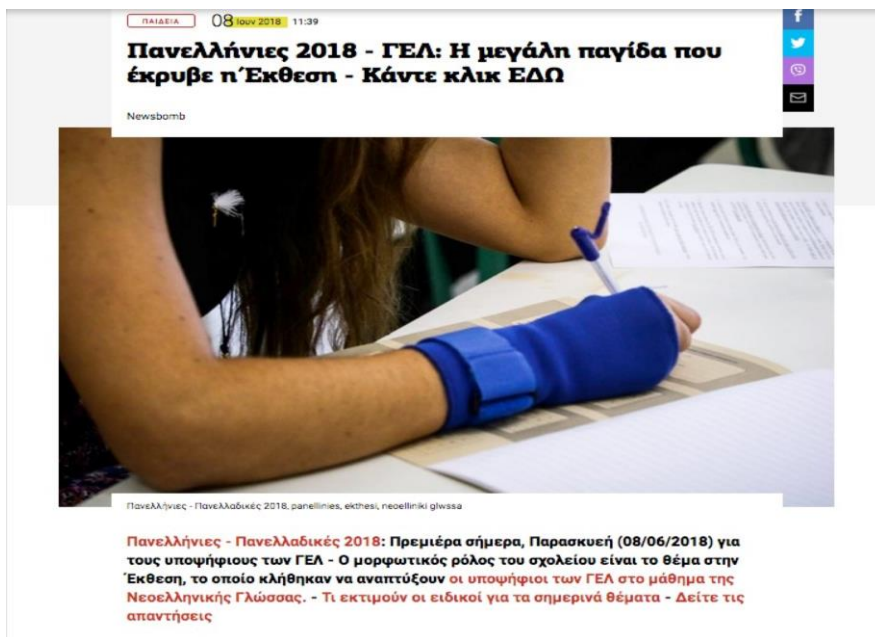 ΠΑΙΔΕΙΑ 08 Ιουν 2018 11:39
Πανελλήνιες 2018 - ΓΕΛ: Η μεγάλη παγίδα που
έκρυβε η Έκθεση - Κάντε κλικ ΕΔΩ
Newsbomb
Πανελλήνιες - Πανελλαδικές 2018, panellinies, ekthesi, neoelliniki glwssa
Πανελλήνιες - Πανελλαδικές 2018: Πρεμιέρα σήμερα, Παρασκυεή (08/06/2018) για
τους υποψήφιους των ΓΕΛ - Ο μορφωτικός ρόλος του σχολείου είναι το θέμα στην
Έκθεση, το οποίο κλήθηκαν να αναπτύξουν οι υποψήφιοι των ΓΕΛ στο μάθημα της
Νεοελληνικής Γλώσσας. - Τι εκτιμούν οι ειδικοί για τα σημερινά θέματα - Δείτε τις
απαντήσεις